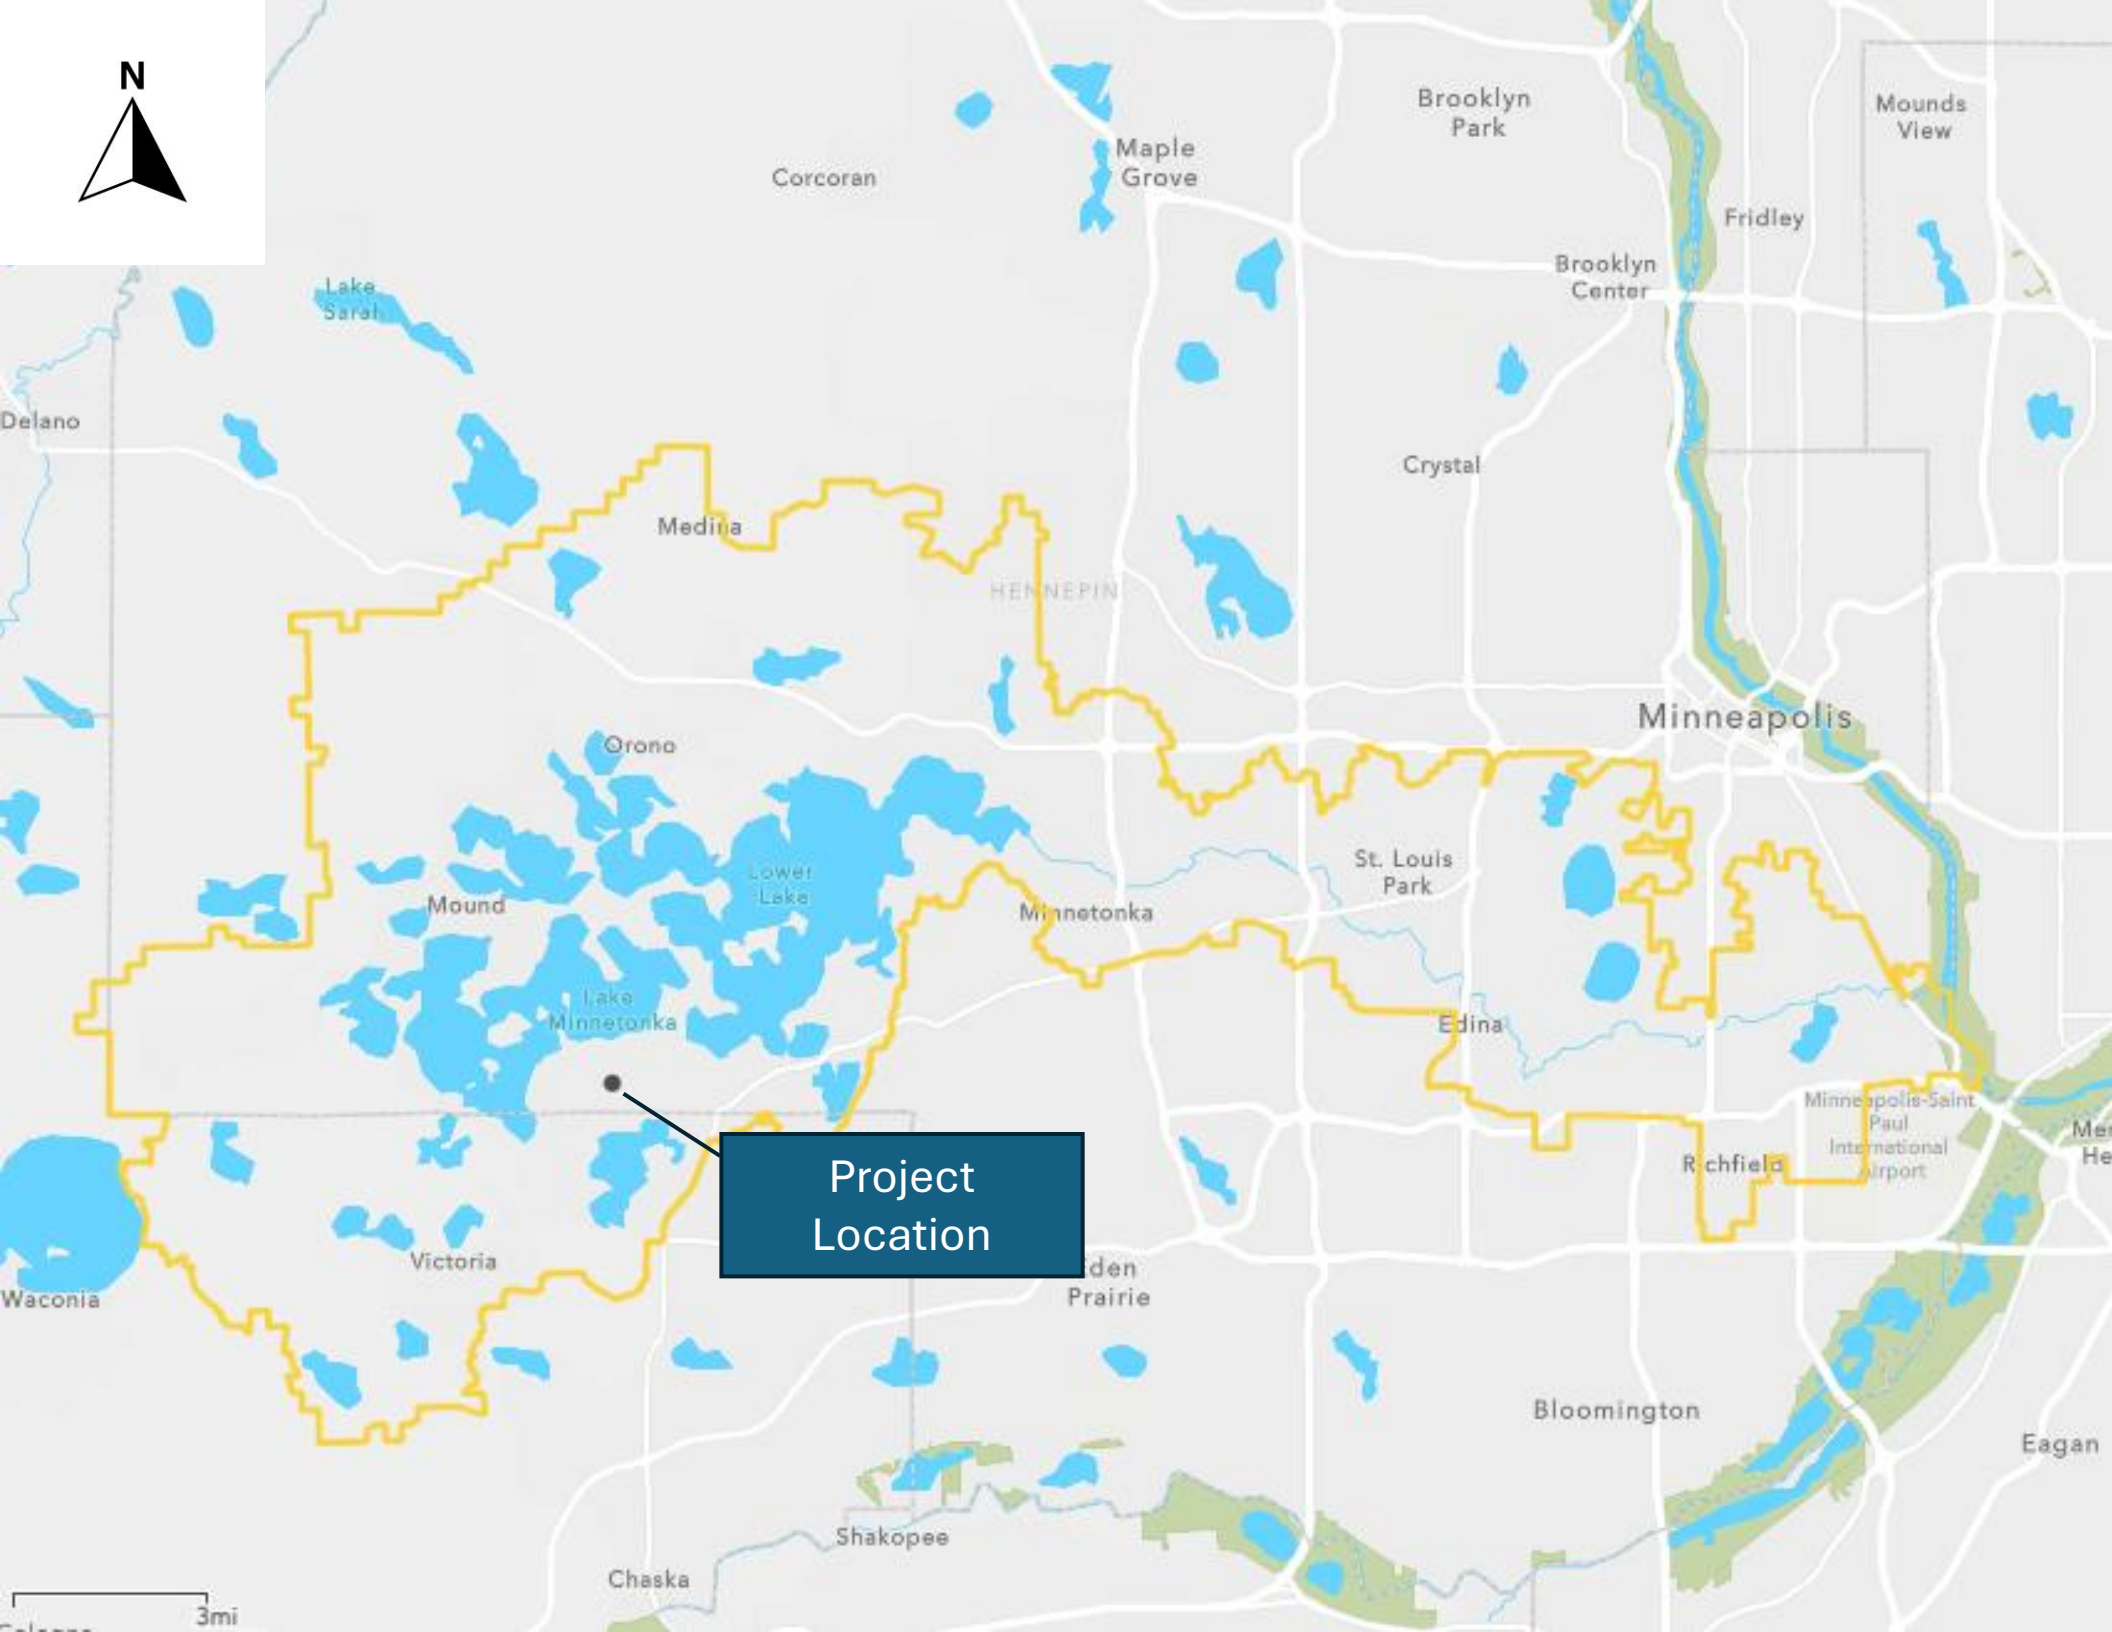 N
Brooklyn
Park
Mounds
View
Maple
Grove
Corcoran
Fridley
Brooklyn
Center
Lake
Sarah
Delano
Crystal
Medina
HENNEPIN
Minneapolis
Orono
St. Louis
Park
Lower
Lake
Mound
Minnetonka
Lake
Minnetonka
Edina
Minneapolis-Saint
Paul
International
Airport
Richfield
Project
Location
Victoria
Eden
Prairie
Waconia
Bloomington
Eagan
Shakopee
Chaska
3mi